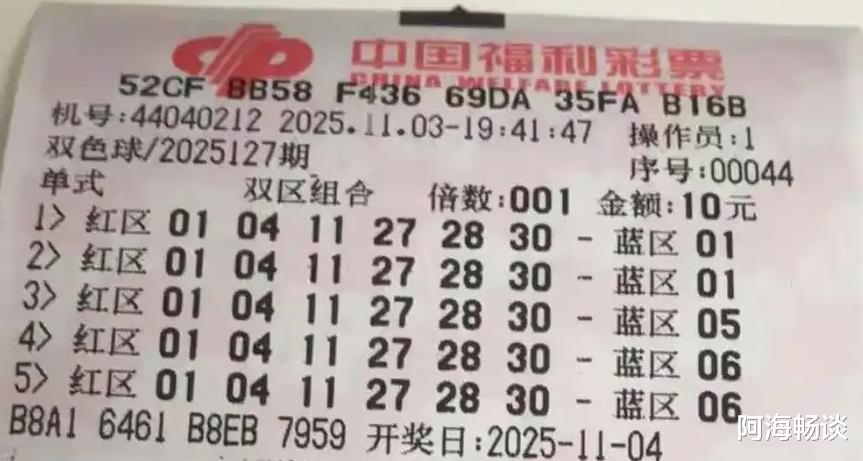 中国福利彩票
CHINA WELFARE LOTTERY
52CF BB58 F436 69DA 35FA B16B
机号:44040212 2025.11.03-19:41:47 操作员:1
双色球/2025127期 序号:00044
单式 双区组合 倍数:001 金额:10元
1> 红区 01 04 11 27 28 30 - 蓝区 01
2> 红区 01 04 11 27 28 30 - 蓝区 01
3> 红区 01 04 11 27 28 30 - 蓝区 05
4> 红区 01 04 11 27 28 30 - 蓝区 06
5> 红区 01 04 11 27 28 30 - 蓝区 06
B8A1 6461 B8EB 7959 开奖日:2025-11-04
阿海畅谈